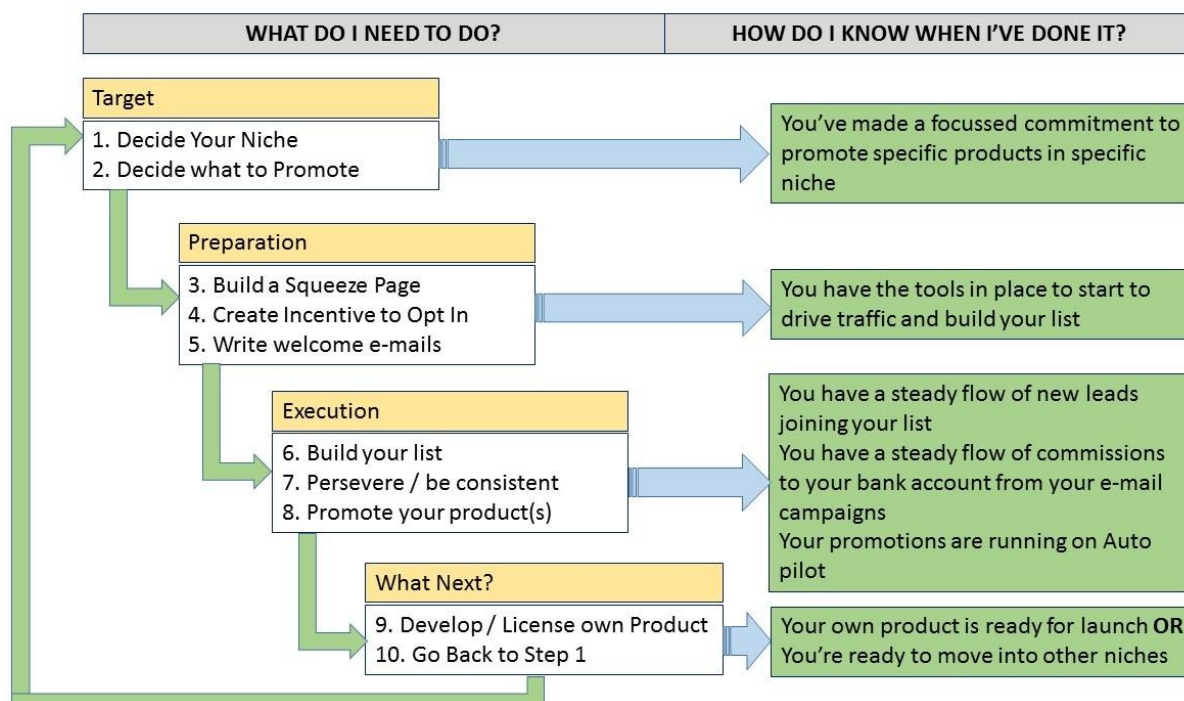 WHAT DO I NEED TO DO?
HOW DO I KNOW WHEN I'VE DONE IT?
Target
1. Decide Your Niche
2. Decide what to Promote
You've made a focussed commitment to
promote specific products in specific
niche
Preparation
3. Build a Squeeze Page
4. Create Incentive to Opt In
5. Write welcome e-mails
You have the tools in place to start to
drive traffic and build your list
Execution
6. Build your list
7. Persevere / be consistent
8. Promote your product(s)
You have a steady flow of new leads
joining your list
You have a steady flow of commissions
to your bank account from your e-mail
campaigns
Your promotions are running on Auto
pilot
What Next?
9. Develop / License own Product
10. Go Back to Step 1
Your own product is ready for launch OR
You're ready to move into other niches